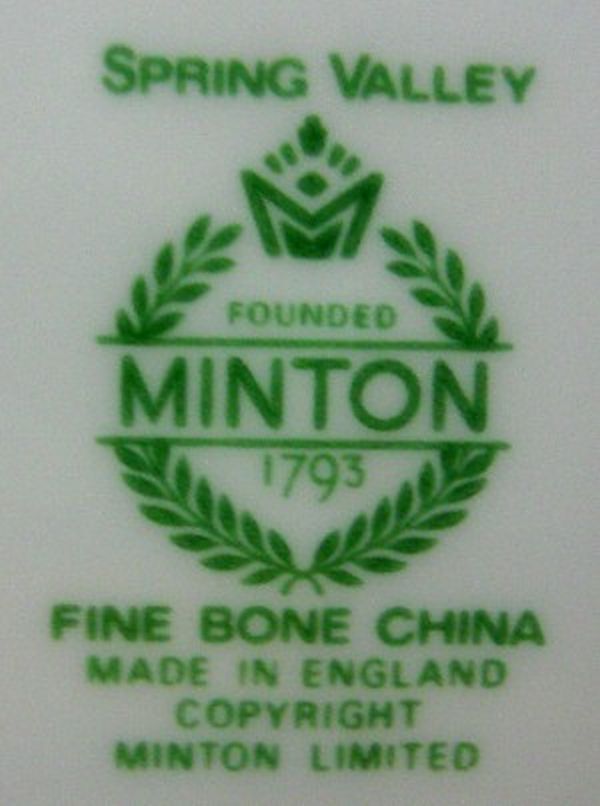 SPRING VALLEY
FOUNDED
MINTON
1793
FINE BONE CHINA
MADE IN ENGLAND
COPYRIGHT
MINTON LIMITED